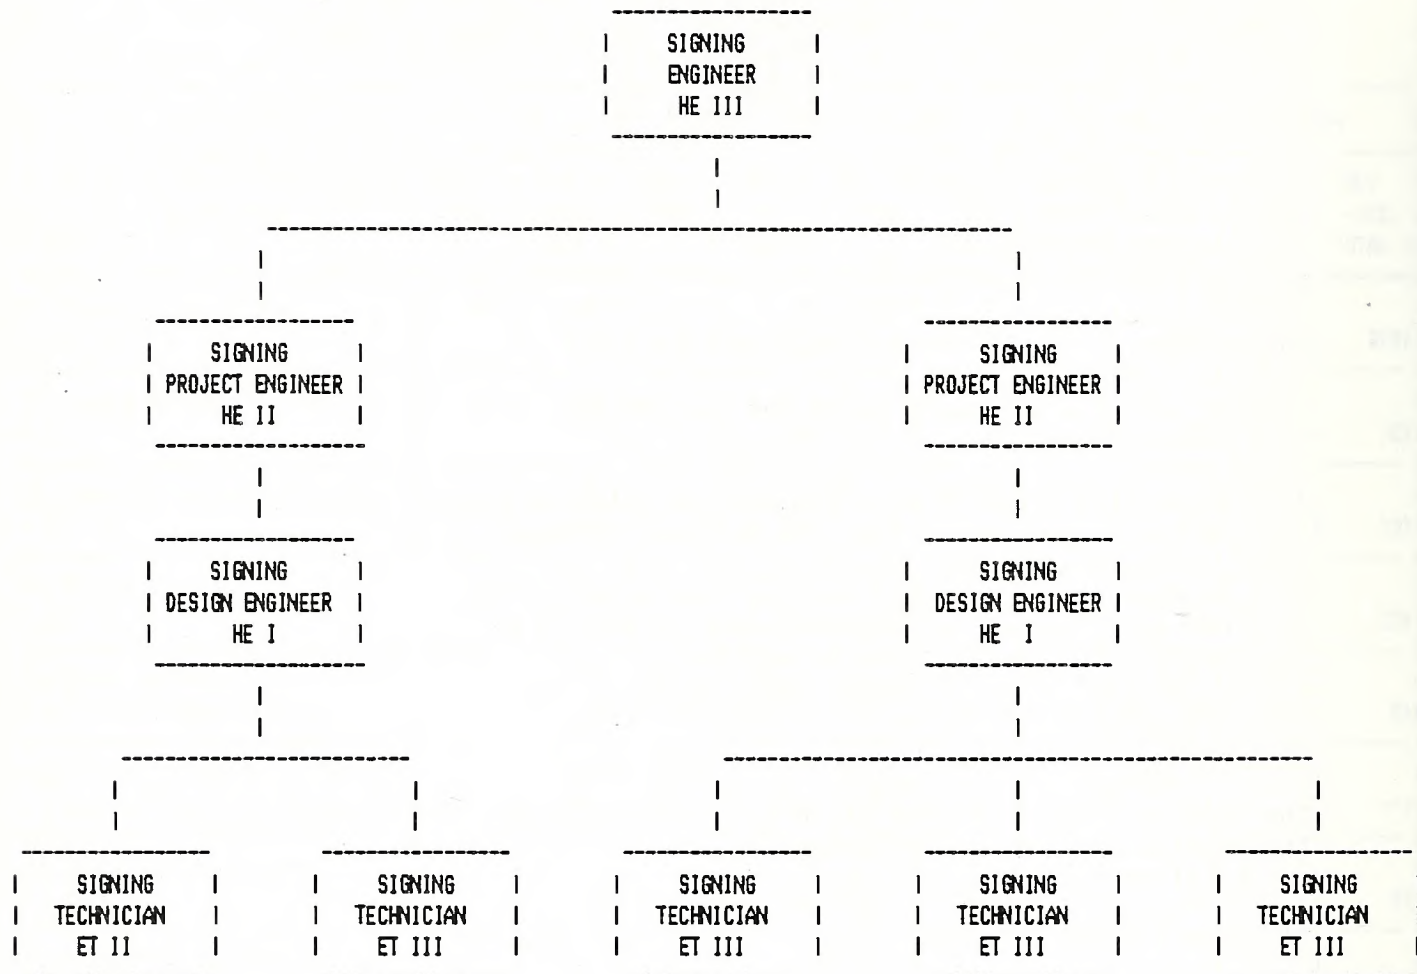 SIGNING
ENGINEER
HE III
SIGNING
PROJECT ENGINEER
HE II
SIGNING
PROJECT ENGINEER
HE II
SIGNING
DESIGN ENGINEER
HE I
SIGNING
DESIGN ENGINEER
HE I
SIGNING
TECHNICIAN
ET II
SIGNING
TECHNICIAN
ET III
SIGNING
TECHNICIAN
ET III
SIGNING
TECHNICIAN
ET III
SIGNING
TECHNICIAN
ET III